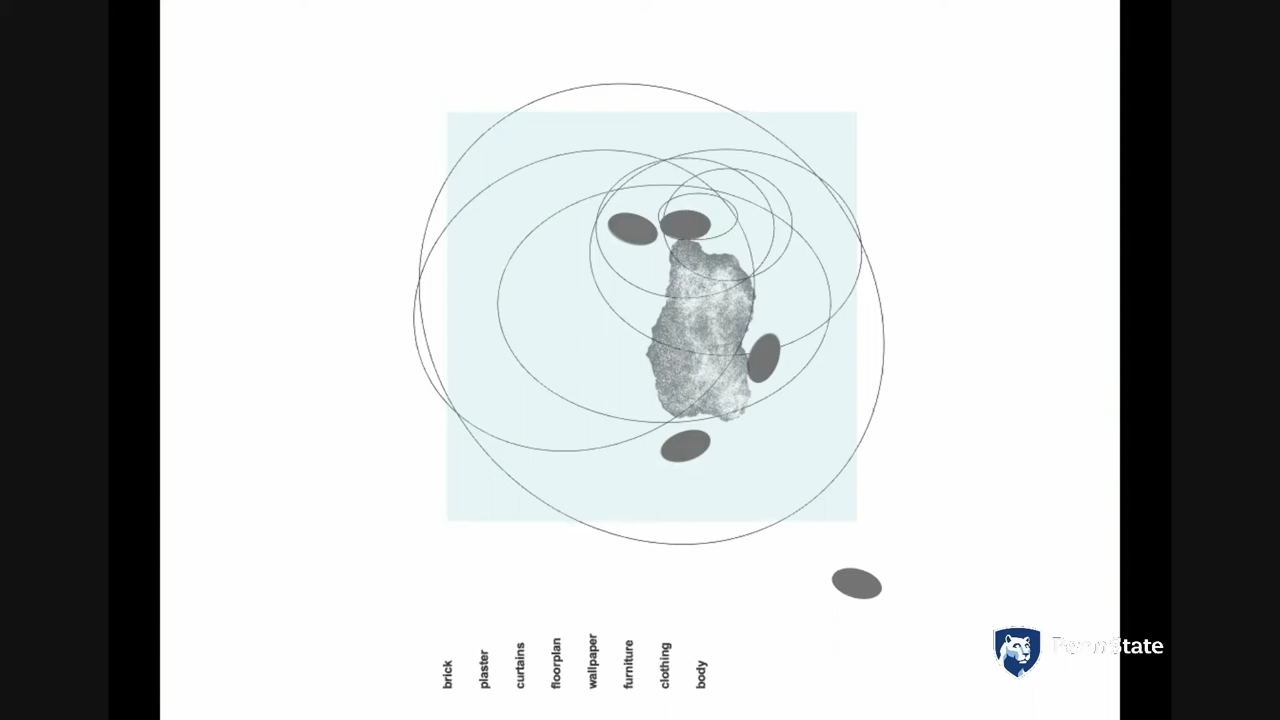 brick
plaster
curtains
floorplan
wallpaper
furniture
clothing
body
PennState